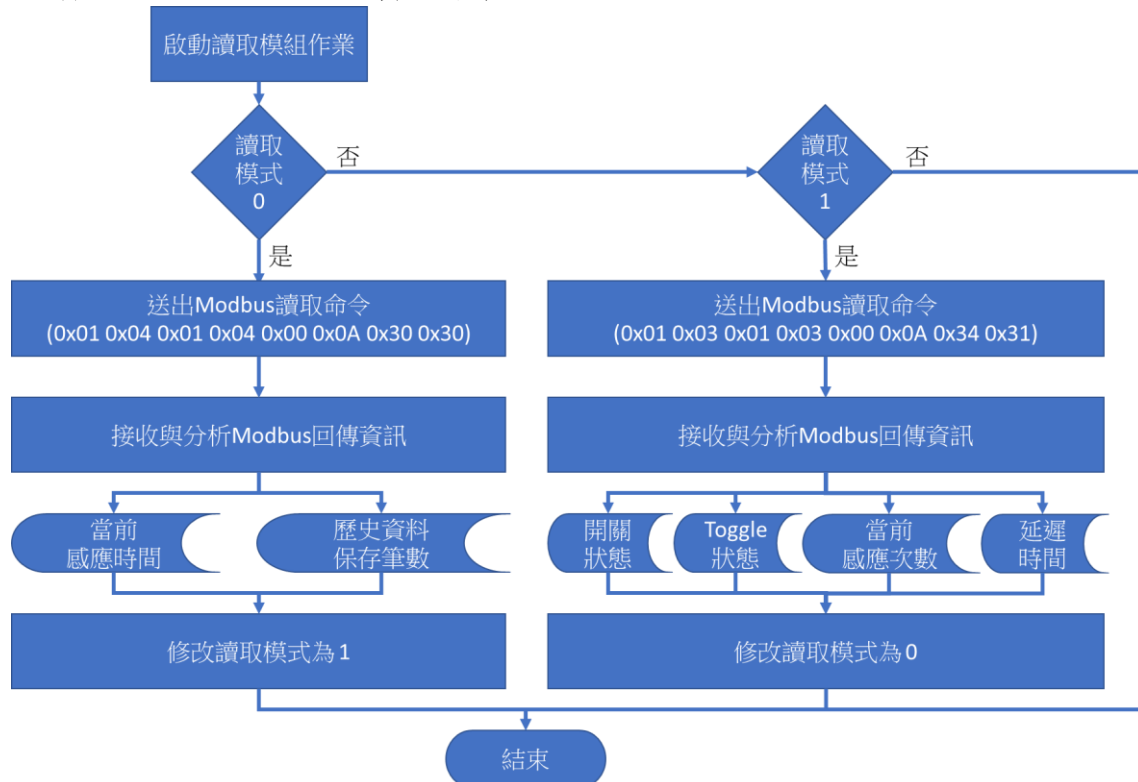 啟動讀取模組作業
讀取
模式
0
否
是
讀取
模式
1
否
是
送出Modbus讀取命令
(0x01 0x04 0x01 0x04 0x00 0x0A 0x30 0x30)
送出Modbus讀取命令
(0x01 0x03 0x01 0x03 0x00 0x0A 0x34 0x31)
接收與分析Modbus回傳資訊
接收與分析Modbus回傳資訊
當前
感應時間
歷史資料
保存筆數
開關
狀態
Toggle
狀態
當前
感應次數
延遲
時間
修改讀取模式為1
修改讀取模式為0
結束